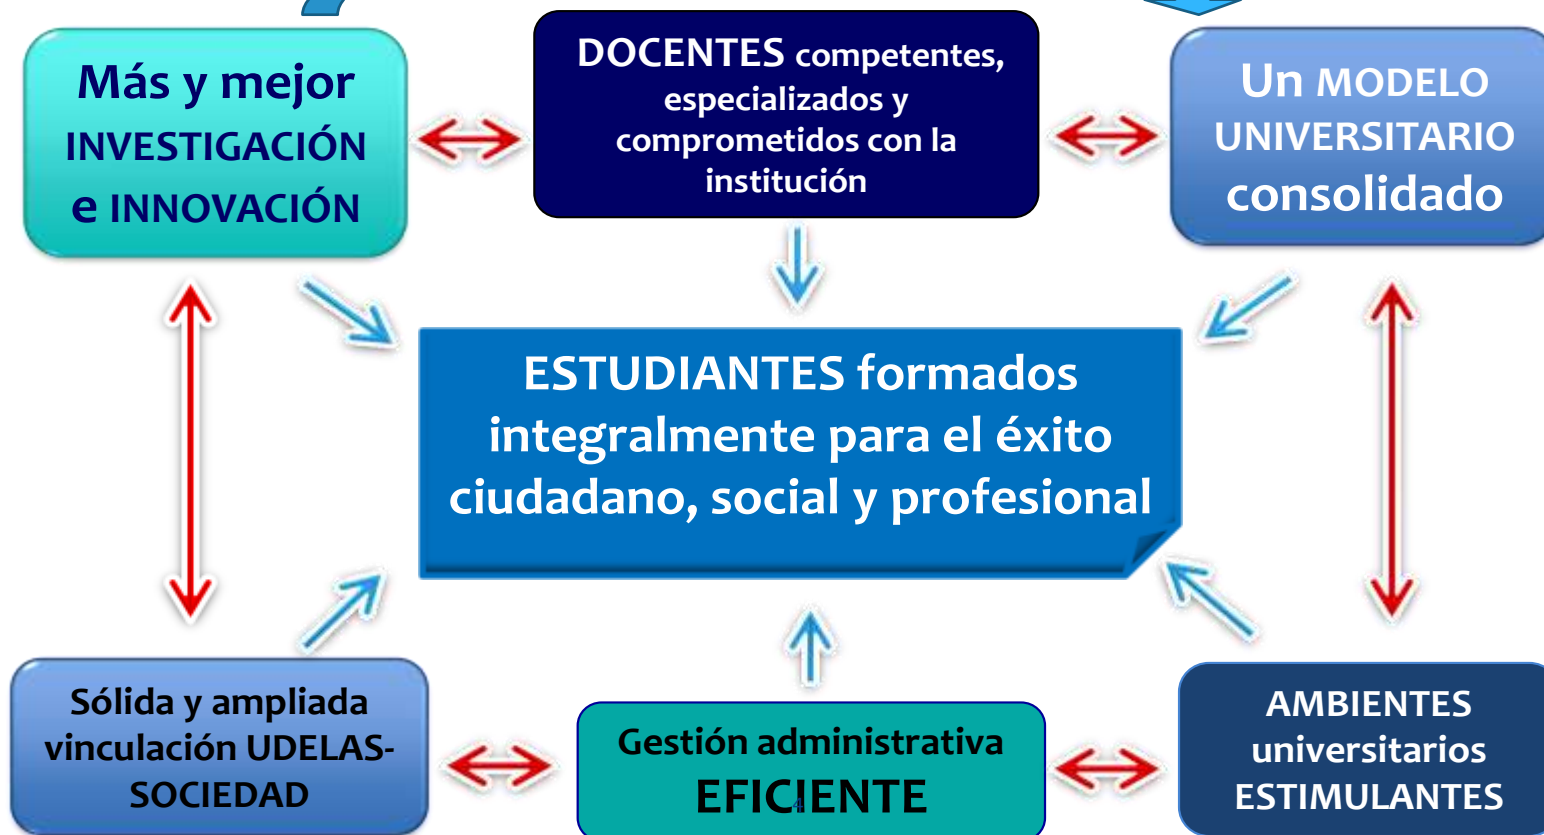 Más y mejor
INVESTIGACIÓN
e INNOVACIÓN
DOCENTES competentes,
especializados y
comprometidos con la
institución
Un MODELO
UNIVERSITARIO
consolidado
ESTUDIANTES formados
integralmente para el éxito
ciudadano, social y profesional
Sólida y ampliada
vinculación UDELAS-
SOCIEDAD
Gestión administrativa
EFICIENTE
4
AMBIENTES
universitarios
ESTIMULANTES